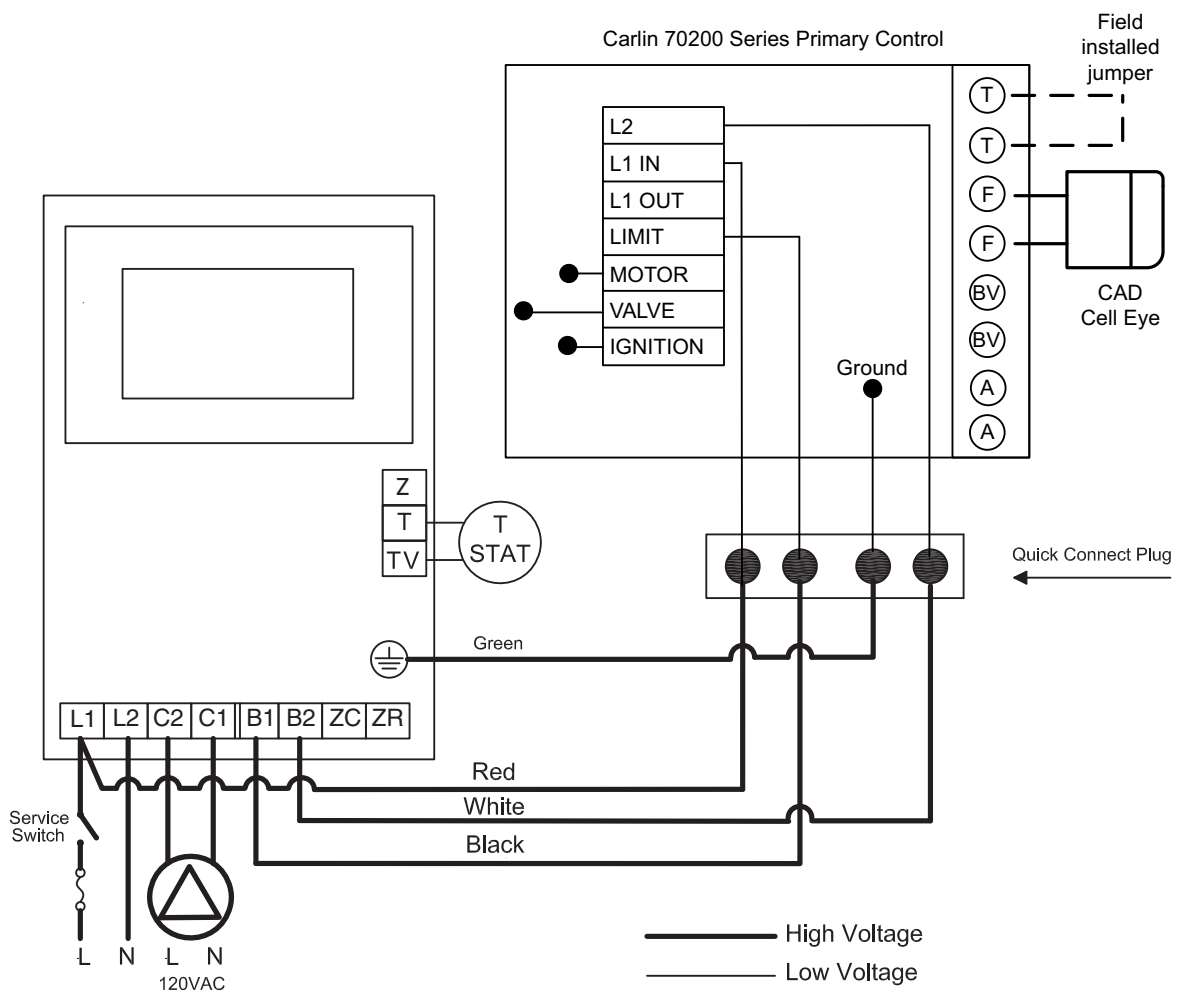 Carlin 70200 Series Primary Control
Field
installed
jumper
L2
L1 IN
L1 OUT
LIMIT
MOTOR
VALVE
IGNITION
T
T
F
F
BV
BV
A
A
CAD
Cell Eye
Ground
Z
T
TV
T
STAT
Quick Connect Plug
Green
L1
L2
C2
C1
B1
B2
ZC
ZR
Red
White
Black
Service
Switch
L
N
L
N
120VAC
High Voltage
Low Voltage